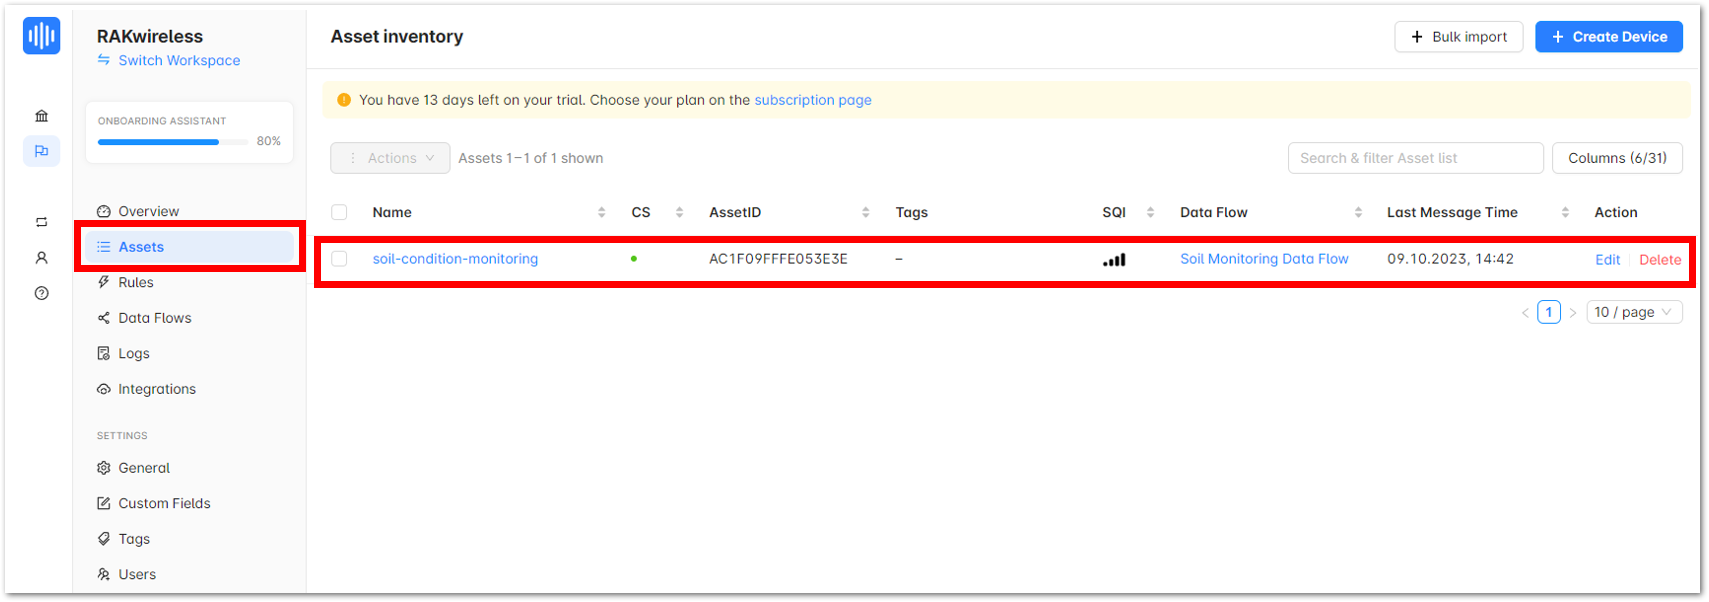 RAKwireless
Switch Workspace
ONBOARDING ASSISTANT
80%
Overview
Assets
Rules
Data Flows
Logs
Integrations
SETTINGS
General
Custom Fields
Tags
Users
Asset inventory
+ Bulk import
+ Create Device
You have 13 days left on your trial. Choose your plan on the subscription page
Actions
Assets 1–1 of 1 shown
Search & filter Asset list
Columns (6/31)
Name CS AssetID Tags SQI Data Flow Last Message Time Action
soil-condition-monitoring AC1F09FFFE053E3E – Soil Monitoring Data Flow 09.10.2023, 14:42 Edit Delete
< 1 > 10 / page